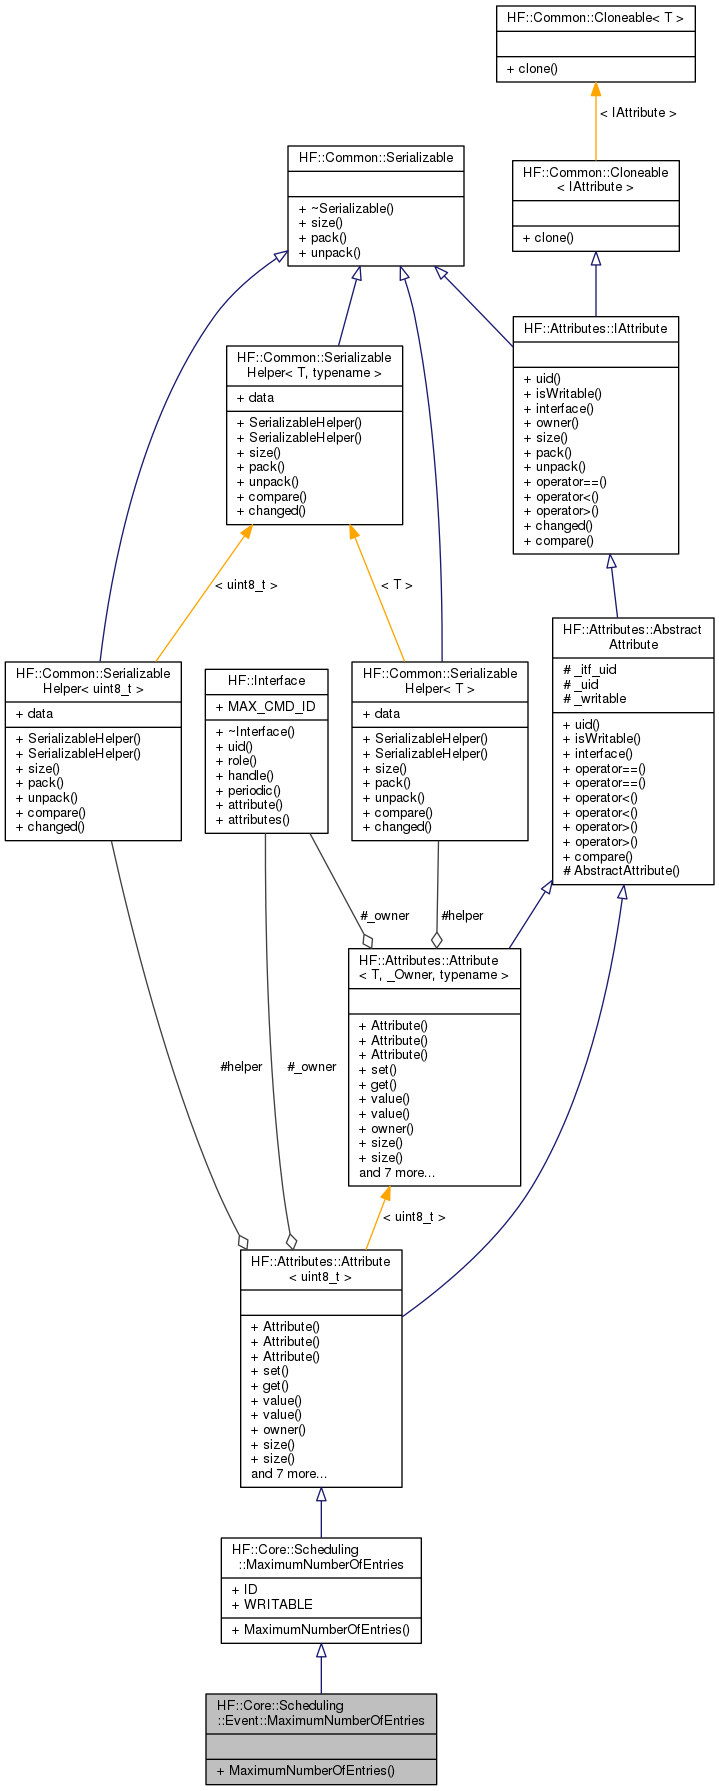 HF::Common::Cloneable< T >
+ clone()
< IAttribute >
HF::Common::Serializable
+ ~Serializable()
+ size()
+ pack()
+ unpack()
HF::Common::Cloneable
< IAttribute >
+ clone()
HF::Attributes::IAttribute
+ uid()
+ isWritable()
+ interface()
+ owner()
+ size()
+ pack()
+ unpack()
+ operator==()
+ operator<()
+ operator>()
+ changed()
+ compare()
HF::Common::Serializable
Helper< T, typename >
+ data
+ SerializableHelper()
+ SerializableHelper()
+ size()
+ pack()
+ unpack()
+ compare()
+ changed()
< uint8_t >
< T >
HF::Attributes::Abstract
Attribute
# _itf_uid
# _uid
# _writable
+ uid()
+ isWritable()
+ interface()
+ operator==()
+ operator==()
+ operator<()
+ operator<()
+ operator>()
+ operator>()
+ compare()
# AbstractAttribute()
HF::Common::Serializable
Helper< uint8_t >
+ data
+ SerializableHelper()
+ SerializableHelper()
+ size()
+ pack()
+ unpack()
+ compare()
+ changed()
HF::Interface
+ MAX_CMD_ID
+ ~Interface()
+ uid()
+ role()
+ handle()
+ periodic()
+ attribute()
+ attributes()
HF::Common::Serializable
Helper< T >
+ data
+ SerializableHelper()
+ SerializableHelper()
+ size()
+ pack()
+ unpack()
+ compare()
+ changed()
#_owner
#helper
HF::Attributes::Attribute
< T, _Owner, typename >
+ Attribute()
+ Attribute()
+ Attribute()
+ set()
+ get()
+ value()
+ value()
+ owner()
+ size()
+ size()
and 7 more...
#helper
#_owner
< uint8_t >
HF::Attributes::Attribute
< uint8_t >
+ Attribute()
+ Attribute()
+ Attribute()
+ set()
+ get()
+ value()
+ value()
+ owner()
+ size()
+ size()
and 7 more...
HF::Core::Scheduling
::MaximumNumberOfEntries
+ ID
+ WRITABLE
+ MaximumNumberOfEntries()
HF::Core::Scheduling
::Event::MaximumNumberOfEntries
+ MaximumNumberOfEntries()